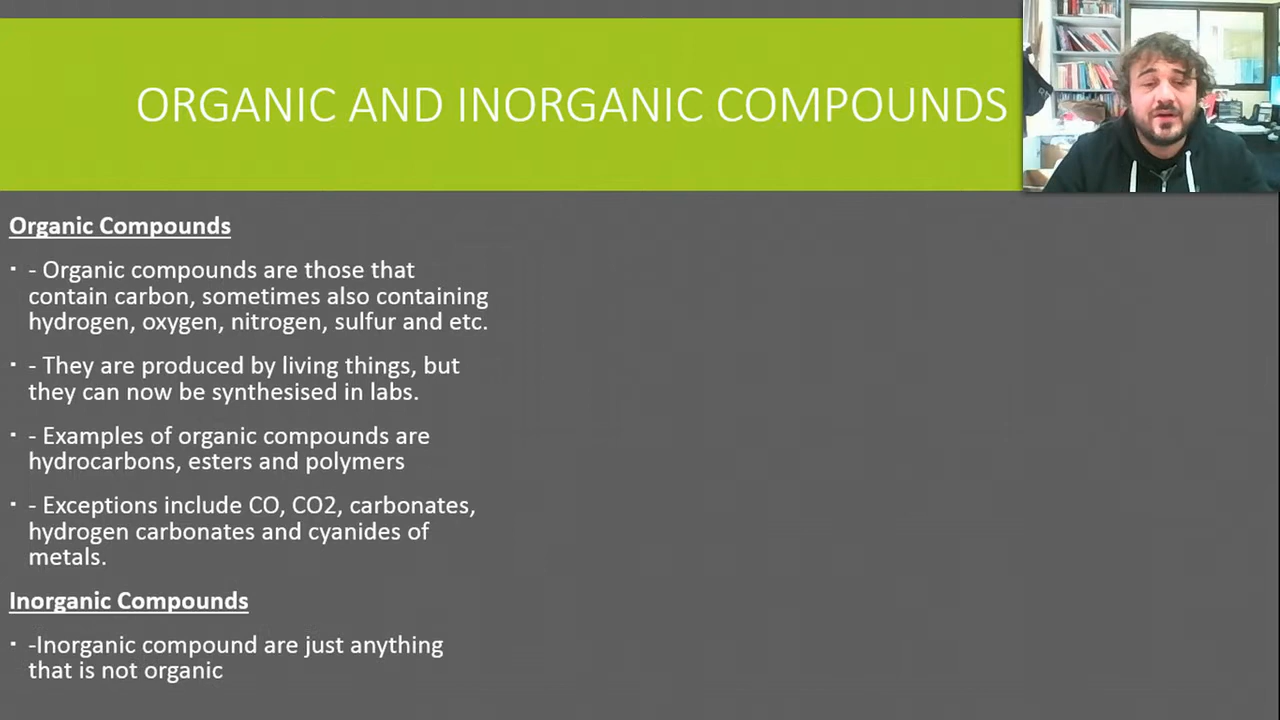 ORGANIC AND INORGANIC COMPOUNDS
Organic Compounds
▪ - Organic compounds are those that
contain carbon, sometimes also containing
hydrogen, oxygen, nitrogen, sulfur and etc.
▪ - They are produced by living things, but
they can now be synthesised in labs.
▪ - Examples of organic compounds are
hydrocarbons, esters and polymers
▪ - Exceptions include CO, CO2, carbonates,
hydrogen carbonates and cyanides of
metals.
Inorganic Compounds
▪ -Inorganic compound are just anything
that is not organic